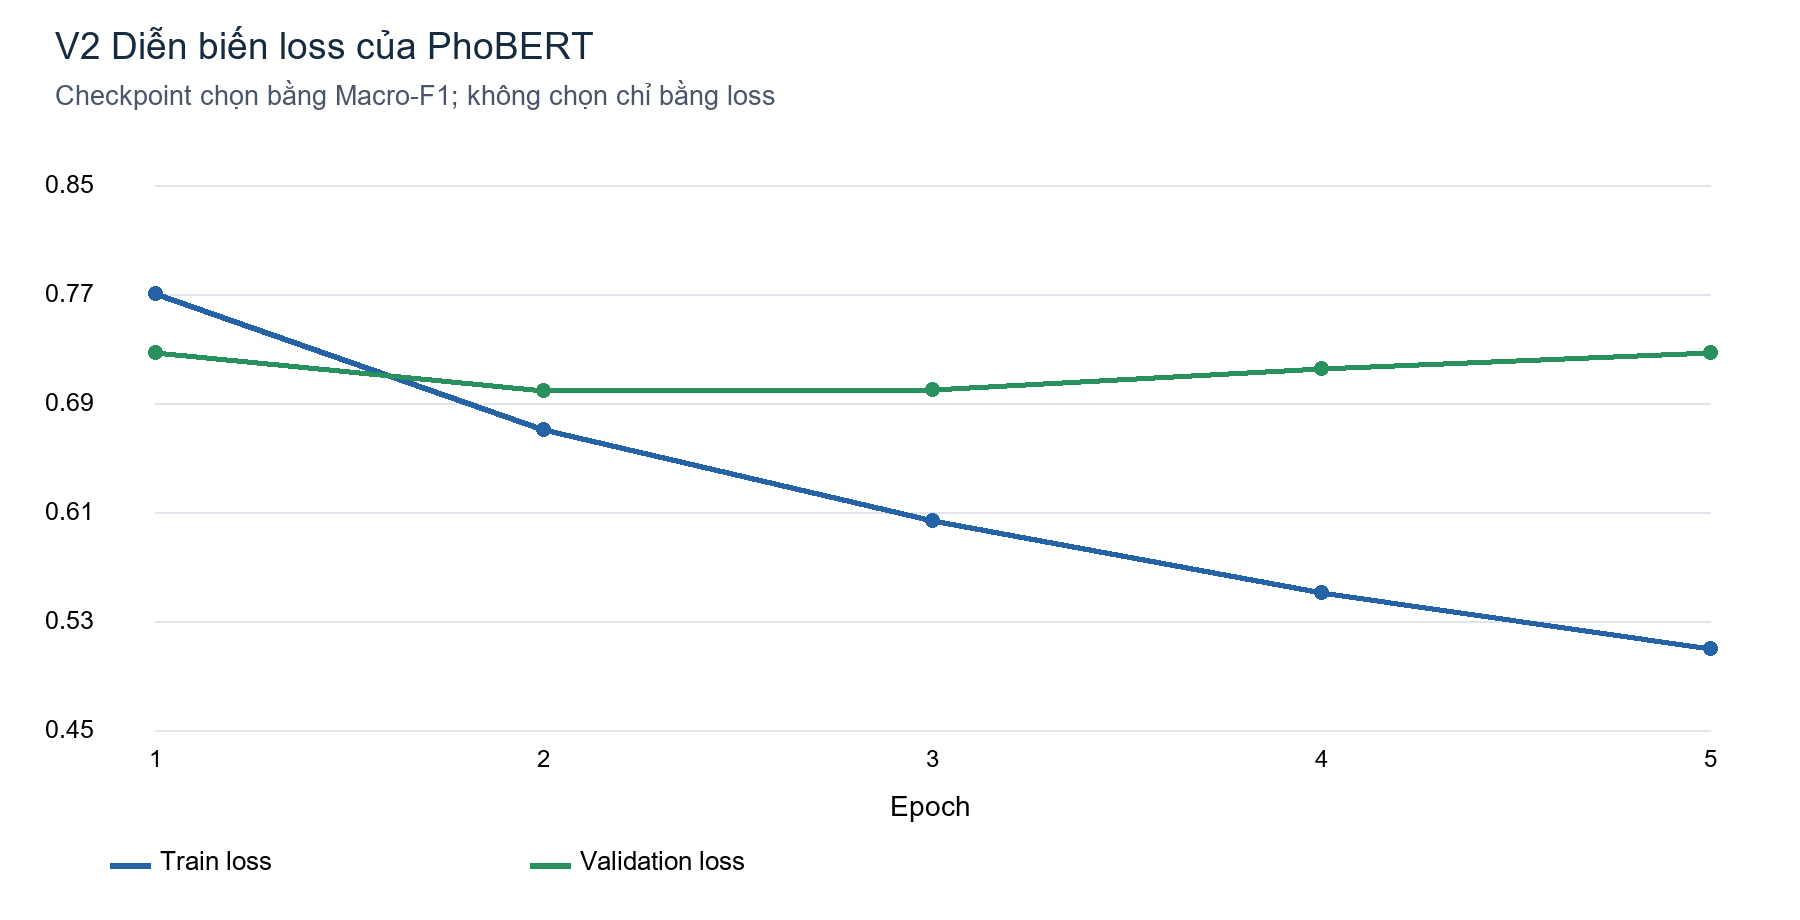 V2 Diễn biến loss của PhoBERT
Checkpoint chọn bằng Macro-F1; không chọn chỉ bằng loss
0.85
0.77
0.69
0.61
0.53
0.45
1 2 3 4 5
Epoch
Train loss Validation loss